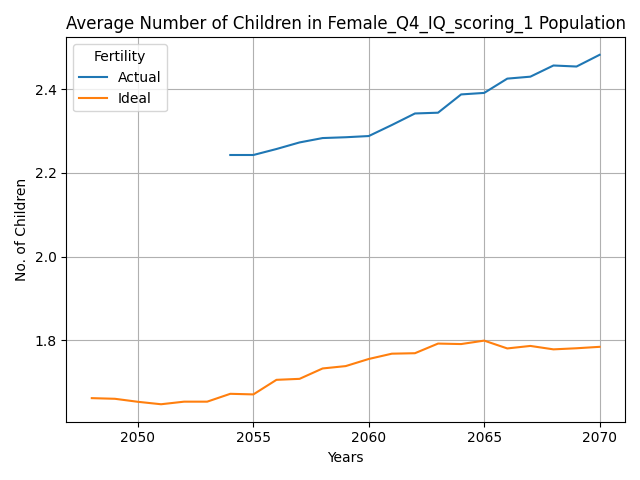 Average Number of Children in Female_Q4_IQ_scoring_1 Population
Fertility
Actual
Ideal
No. of Children
2.4
2.2
2.0
1.8
2050
2055
2060
2065
2070
Years